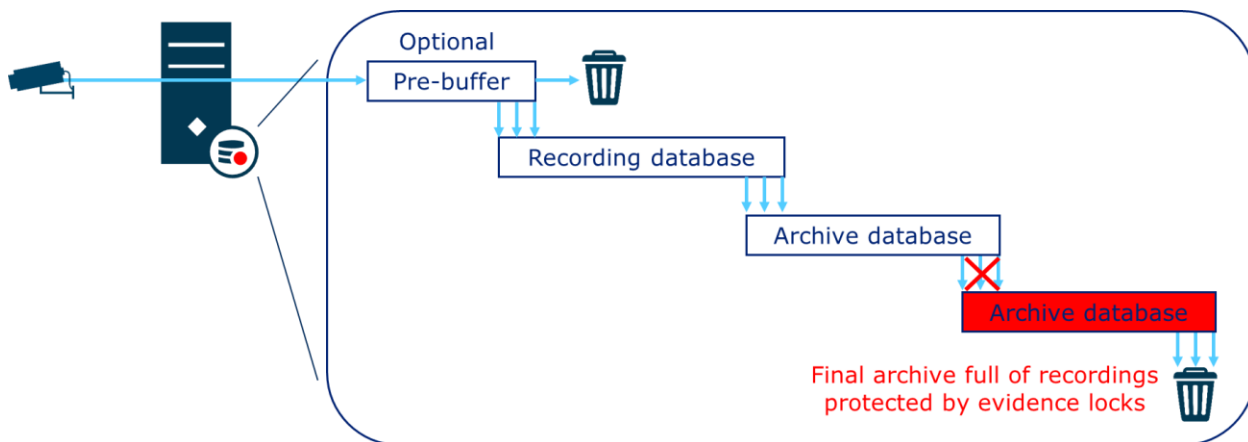 Optional
Pre-buffer
Recording database
Archive database
Archive database
Final archive full of recordings
protected by evidence locks